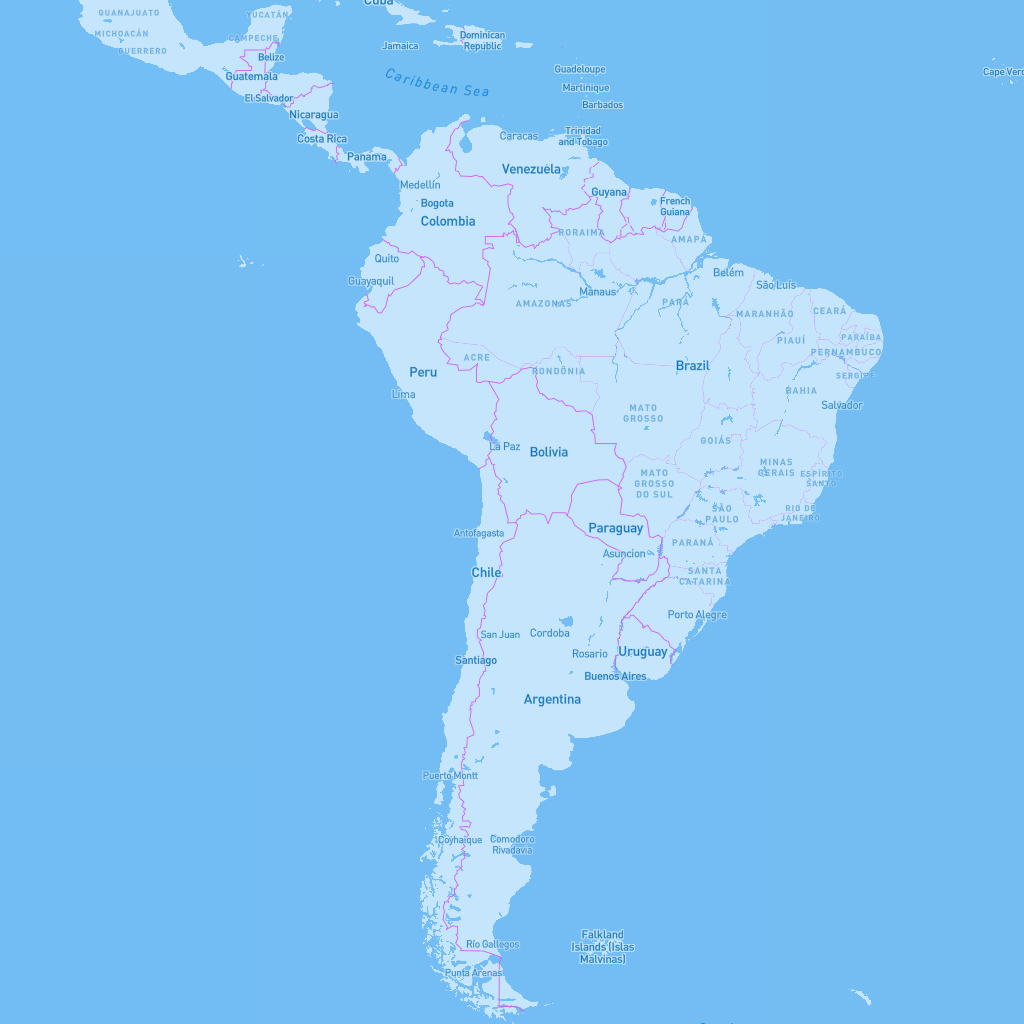 Cuba
GUANAJUATO
YUCATÁN
MICHOACÁN
CAMPECHE
GUERRERO
Jamaica
Dominican
Republic
Belize
Guatemala
Caribbean Sea
Guadeloupe
Cape Verd
Martinique
El Salvador
Barbados
Nicaragua
Costa Rica
Caracas
Trinidad
and Tobago
Panama
Venezuela
Medellín
Guyana
Bogota
French
Guiana
Colombia
RORAIMA
AMAPÁ
Quito
Belém
Guayaquil
São Luís
Manaus
AMAZONAS
PARÁ
MARANHÃO
CEARÁ
PIAUÍ
PARAÍBA
PERNAMBUCO
ACRE
Brazil
Peru
RONDÔNIA
SERGIPE
Lima
BAHIA
MATO
GROSSO
Salvador
GOIÁS
La Paz
Bolivia
MINAS
GERAIS
ESPÍRITO
SANTO
MATO
GROSSO
DO SUL
SÃO
PAULO
RIO DE
JANEIRO
Antofagasta
Paraguay
PARANÁ
Asuncion
Chile
SANTA
CATARINA
Porto Alegre
San Juan
Cordoba
Santiago
Rosario
Uruguay
Buenos Aires
Argentina
Puerto Montt
Coyhaique
Comodoro
Rivadavia
Río Gallegos
Falkland
Islands (Islas
Malvinas)
Punta Arenas